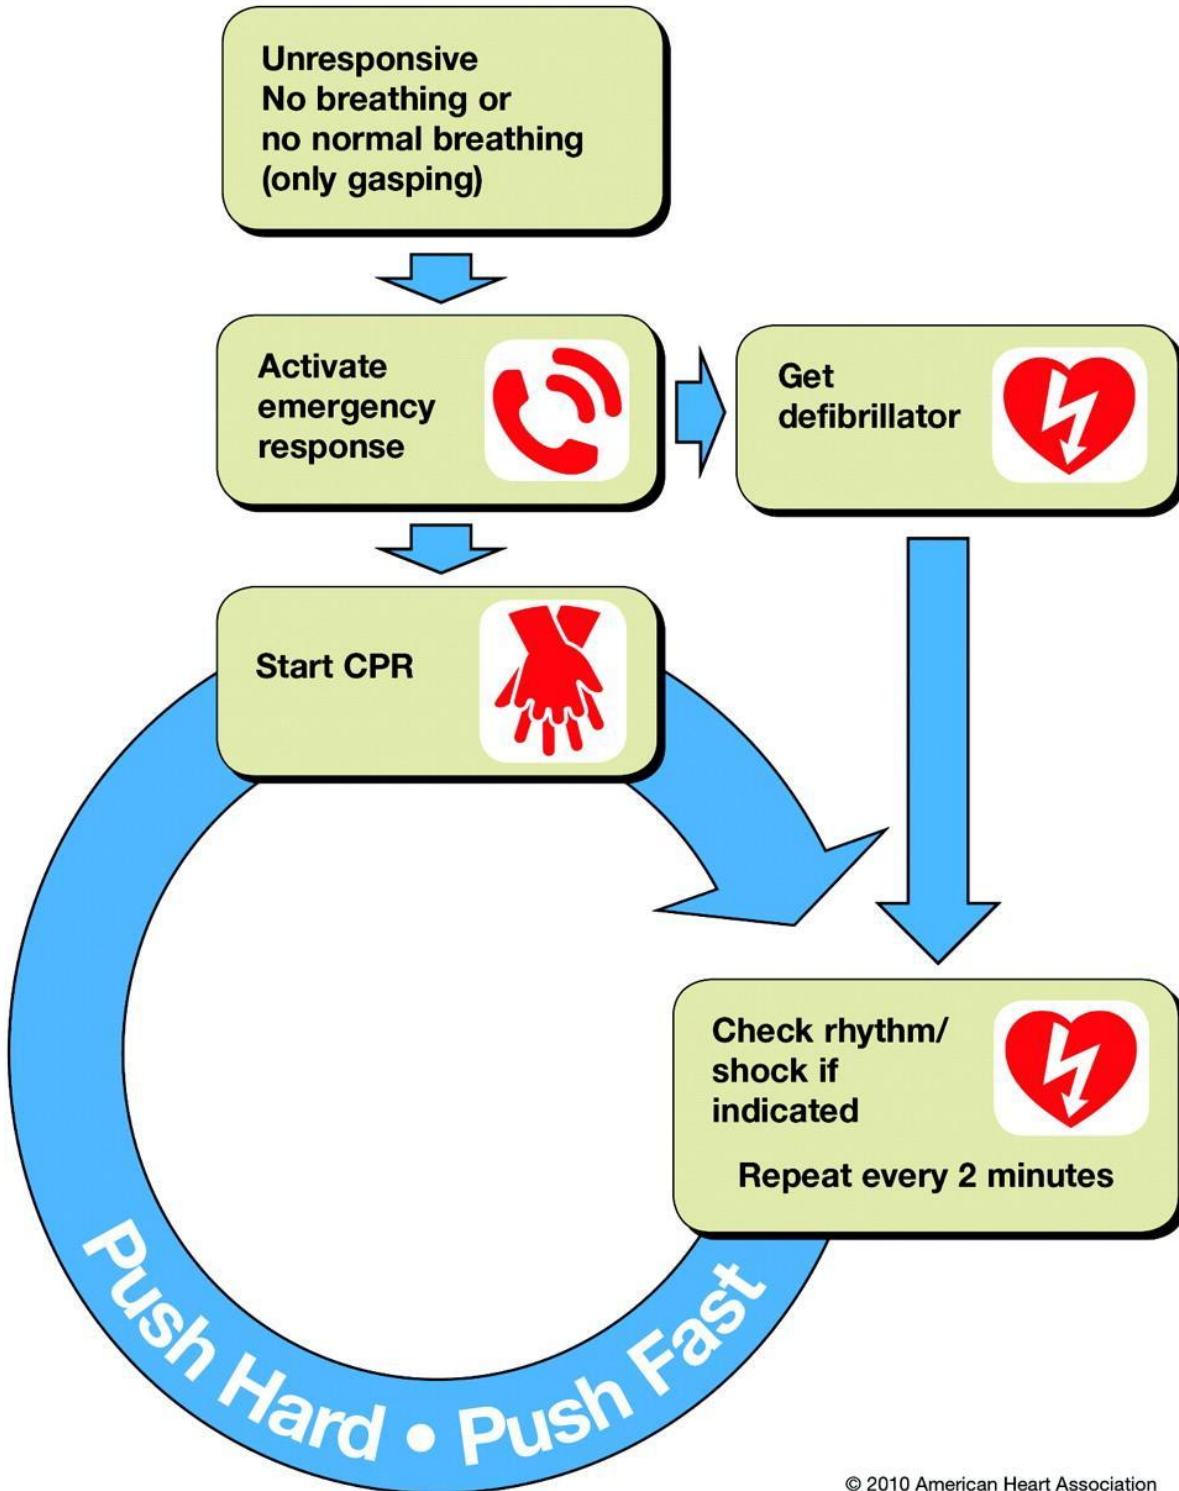 Unresponsive
No breathing or
no normal breathing
(only gasping)
Activate
emergency
response
Get
defibrillator
Start CPR
Check rhythm/
shock if
indicated
Repeat every 2 minutes
Push Hard • Push Fast
© 2010 American Heart Association